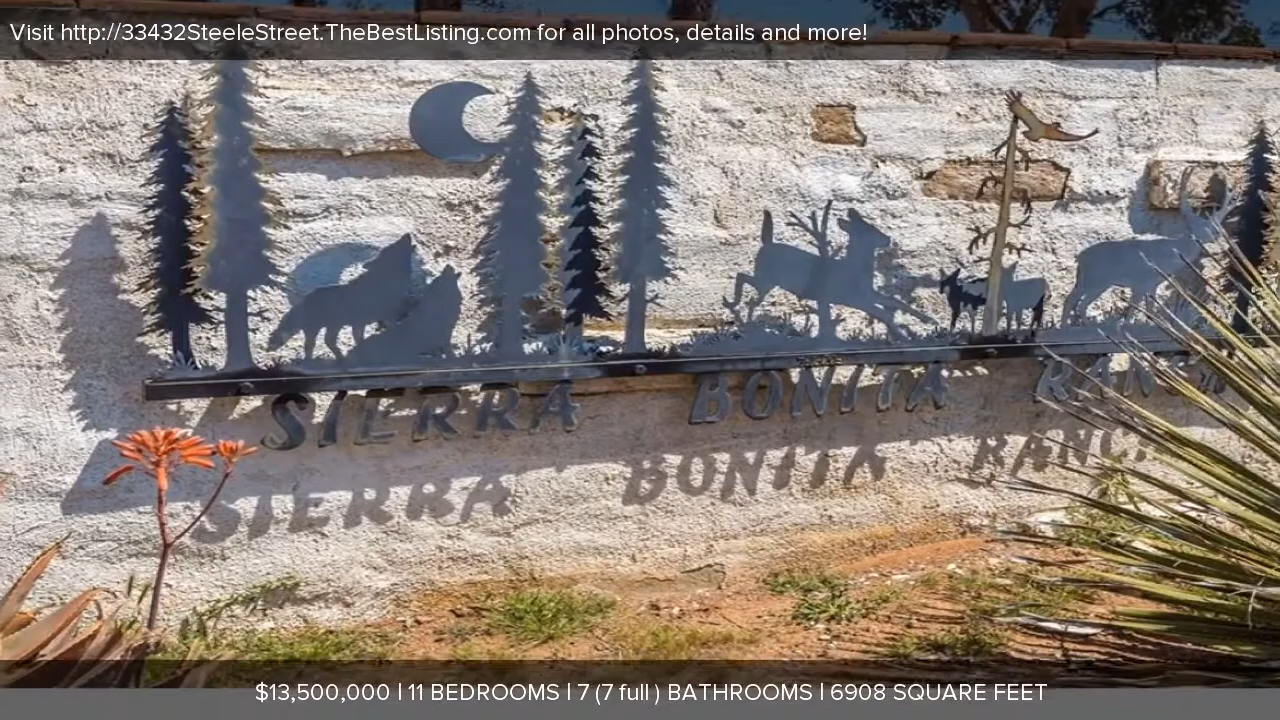 Visit http://33432SteeleStreet.TheBestListing.com for all photos, details and more!
SIERRA BONITA RANCH
$13,500,000 | 11 BEDROOMS | 7 (7 full ) BATHROOMS | 6908 SQUARE FEET